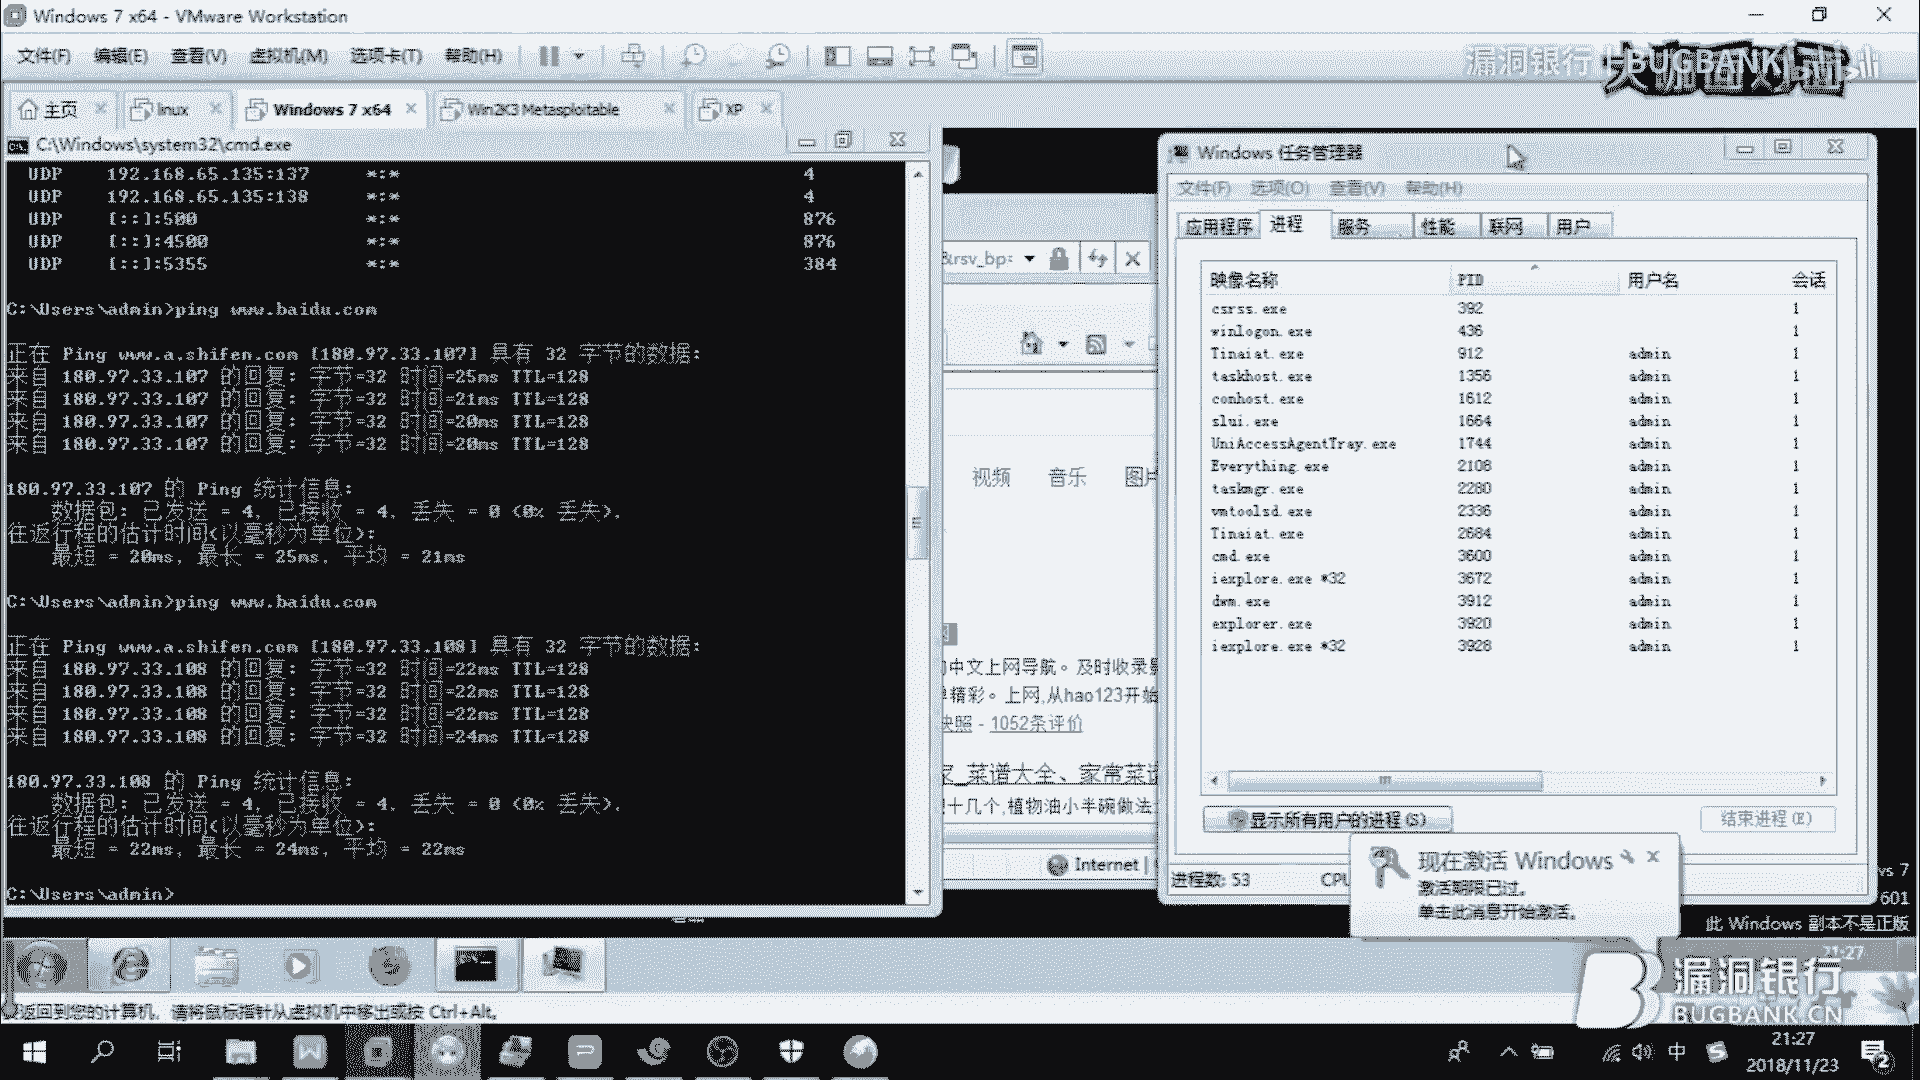 Windows 7 x64 - VMware Workstation
文件(F) 编辑(E) 查看(V) 虚拟机(M) 选项卡(T) 帮助(H)
漏洞银行 BUGBANK
主页 linux Windows 7 x64 Win2K3 Metasploitable XP
C:\Windows\system32\cmd.exe
UDP 192.168.65.135:137 *:* 4
UDP 192.168.65.135:138 *:* 4
UDP [::]:500 *:* 876
UDP [::]:4500 *:* 876
UDP [::]:5355 *:* 384
C:\Users\admin>ping www.baidu.com
正在 Ping www.a.shifen.com [180.97.33.107] 具有 32 字节的数据:
来自 180.97.33.107 的回复: 字节=32 时间=25ms TTL=128
来自 180.97.33.107 的回复: 字节=32 时间=21ms TTL=128
来自 180.97.33.107 的回复: 字节=32 时间=20ms TTL=128
来自 180.97.33.107 的回复: 字节=32 时间=20ms TTL=128
180.97.33.107 的 Ping 统计信息:
数据包: 已发送 = 4, 已接收 = 4, 丢失 = 0 (0% 丢失),
往返行程的估计时间(以毫秒为单位):
最短 = 20ms, 最长 = 25ms, 平均 = 21ms
C:\Users\admin>ping www.baidu.com
正在 Ping www.a.shifen.com [180.97.33.108] 具有 32 字节的数据:
来自 180.97.33.108 的回复: 字节=32 时间=22ms TTL=128
来自 180.97.33.108 的回复: 字节=32 时间=22ms TTL=128
来自 180.97.33.108 的回复: 字节=32 时间=22ms TTL=128
来自 180.97.33.108 的回复: 字节=32 时间=24ms TTL=128
180.97.33.108 的 Ping 统计信息:
数据包: 已发送 = 4, 已接收 = 4, 丢失 = 0 (0% 丢失),
往返行程的估计时间(以毫秒为单位):
最短 = 22ms, 最长 = 24ms, 平均 = 22ms
C:\Users\admin>
&rsv_bp=
视频 音乐 图片
中文上网导航。及时收录影
精彩。上网,从hao123开始
快照 - 1052条评价
菜谱大全、家常菜谱
十几个,植物油小半碗做法
Internet
Windows 任务管理器
文件(F) 选项(O) 查看(V) 帮助(H)
应用程序 进程 服务 性能 联网 用户
映像名称 PID 用户名 会话
csrss.exe 392 1
winlogon.exe 436 1
Tinaiat.exe 912 admin 1
taskhost.exe 1356 admin 1
conhost.exe 1612 admin 1
slui.exe 1664 admin 1
UniAccessAgentTray.exe 1744 admin 1
Everything.exe 2108 admin 1
taskmgr.exe 2280 admin 1
vmtoolsd.exe 2336 admin 1
Tinaiat.exe 2684 admin 1
cmd.exe 3600 admin 1
iexplore.exe *32 3672 admin 1
dwm.exe 3912 admin 1
explorer.exe 3920 admin 1
iexplore.exe *32 3928 admin 1
显示所有用户的进程(S) 结束进程(E)
进程数: 53 CPU
现在激活 Windows
激活期限已过。
单击此消息开始激活。
ws 7
601
此 Windows 副本不是正版
21:27
漏洞银行
BUGBANK.CN
返回到您的计算机，请将鼠标指针从虚拟机中移出或按 Ctrl+Alt。
中
21:27
2018/11/23
2